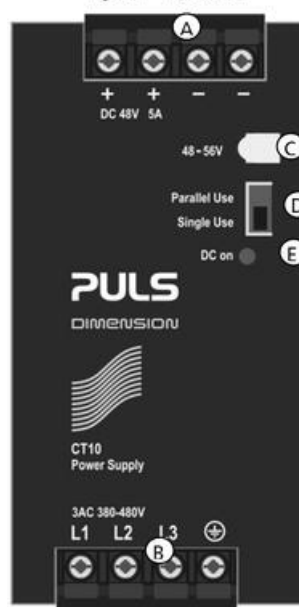 A
+ + − −
DC 48V 5A
48-56V C
Parallel Use
D
Single Use
DC on E
PULS
DIMENSION
CT10
Power Supply
3AC 380-480V
L1 L2 L3
B